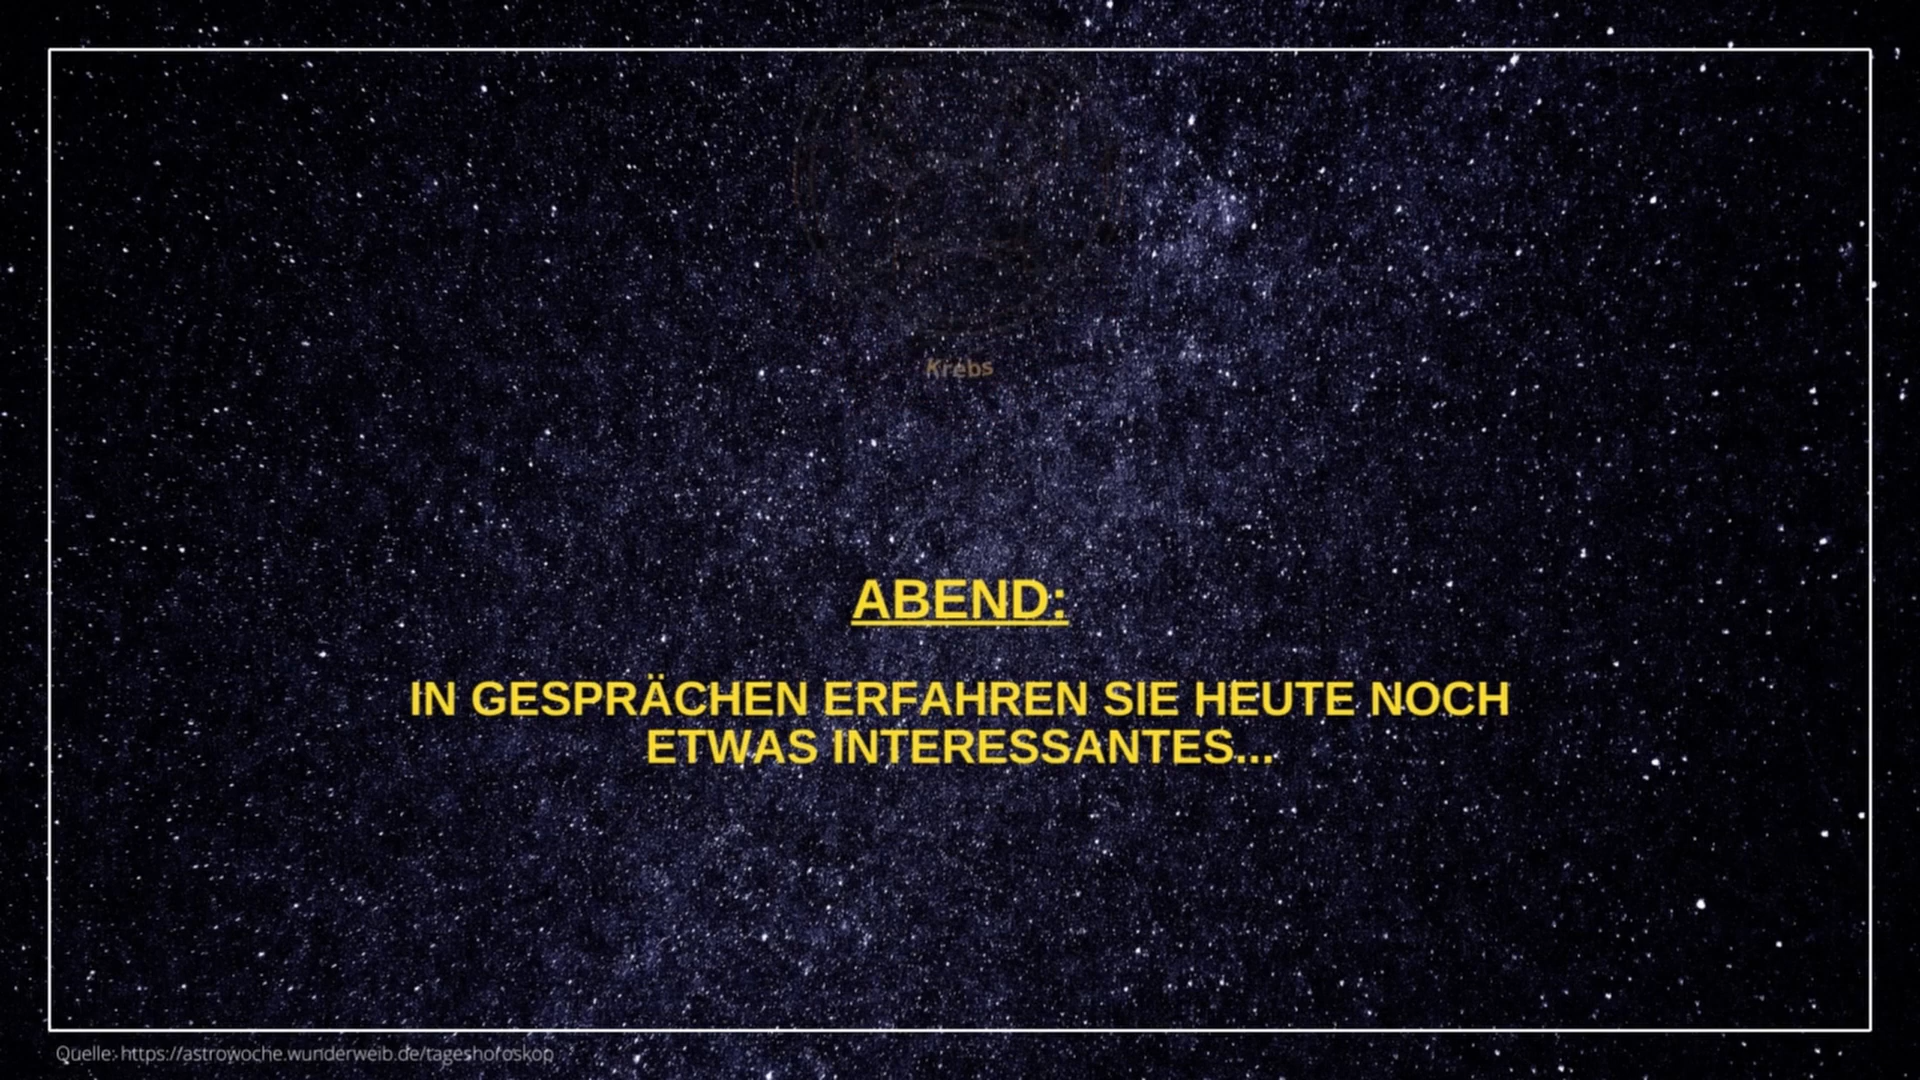 Krebs
ABEND:
IN GESPRÄCHEN ERFAHREN SIE HEUTE NOCH
ETWAS INTERESSANTES...
Quelle: https://astrowoche.wunderweib.de/tageshoroskop